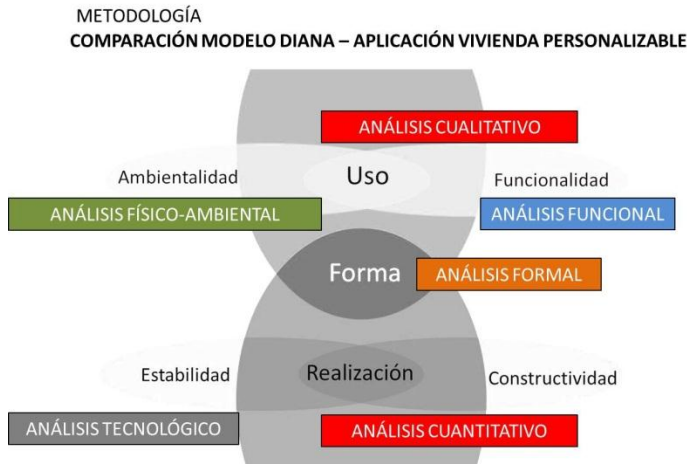 METODOLOGÍA
COMPARACIÓN MODELO DIANA – APLICACIÓN VIVIENDA PERSONALIZABLE
ANÁLISIS CUALITATIVO
Ambientalidad
Uso
Funcionalidad
ANÁLISIS FÍSICO-AMBIENTAL
ANÁLISIS FUNCIONAL
Forma
ANÁLISIS FORMAL
Estabilidad
Realización
Constructividad
ANÁLISIS TECNOLÓGICO
ANÁLISIS CUANTITATIVO